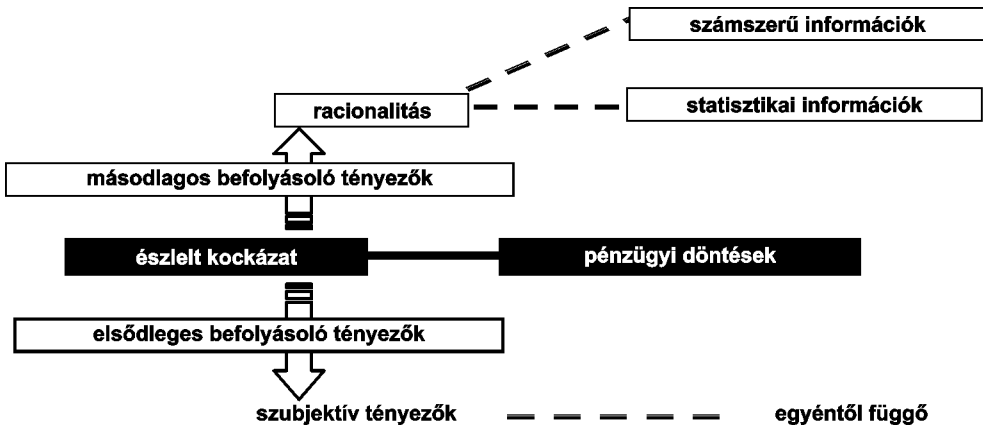 számszerű információk
racionalitás
statisztikai információk
másodlagos befolyásoló tényezők
észlelt kockázat
pénzügyi döntések
elsődleges befolyásoló tényezők
szubjektív tényezők
egyéntől függő